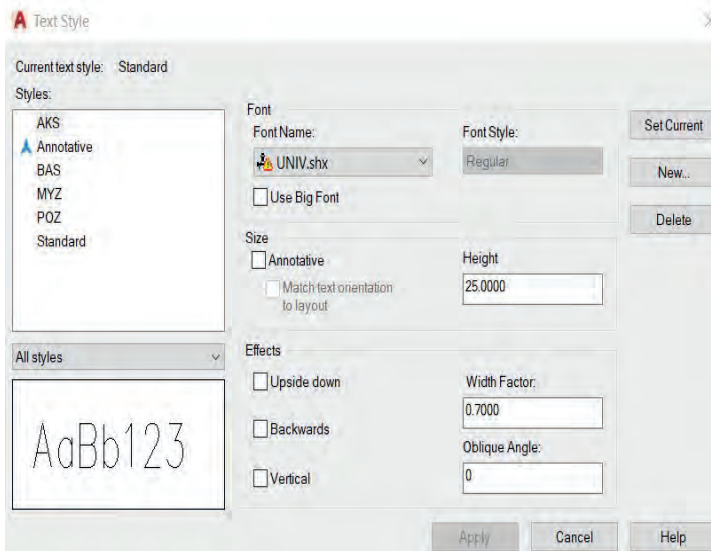 Text Style
Current text style: Standard
Styles:
AKS
Annotative
BAS
MYZ
POZ
Standard
All styles
AaBb123
Font
Font Name:
UNIV.shx
Use Big Font
Font Style:
Regular
Size
Annotative
Match text orientation
to layout
Height
25.0000
Effects
Upside down
Backwards
Vertical
Width Factor:
0.7000
Oblique Angle:
0
Set Current
New...
Delete
Apply
Cancel
Help